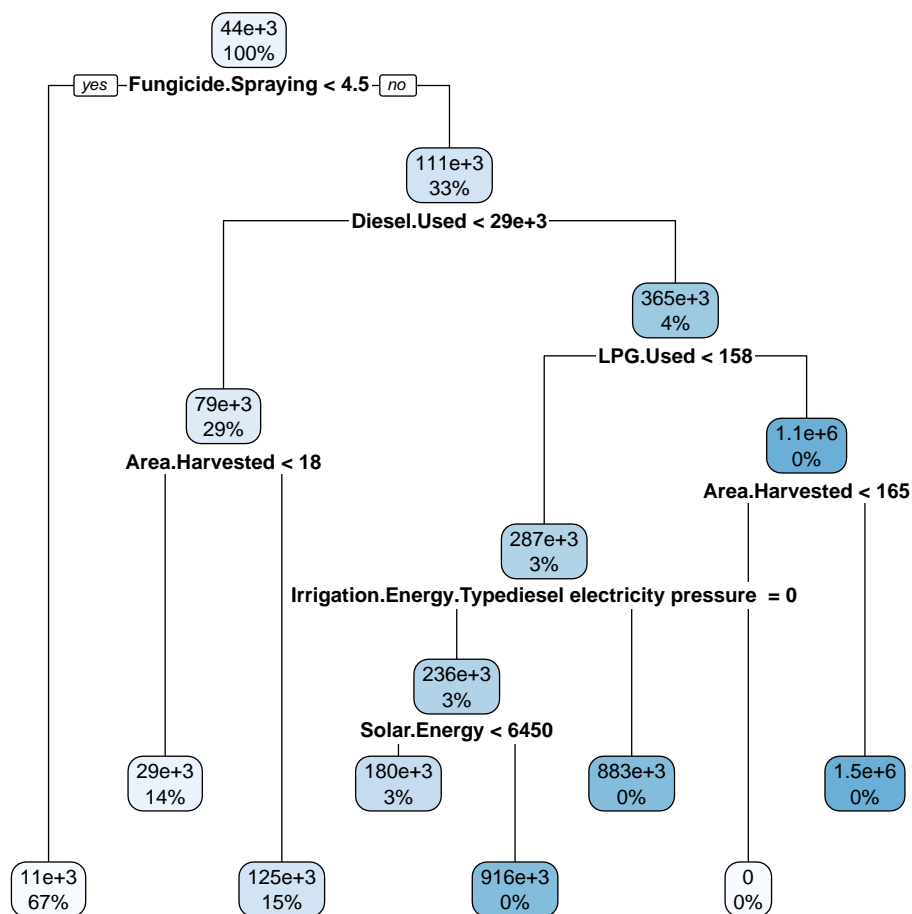 44e+3
100%
yes Fungicide.Spraying < 4.5 no
111e+3
33%
Diesel.Used < 29e+3
365e+3
4%
LPG.Used < 158
79e+3
29%
Area.Harvested < 18
1.1e+6
0%
Area.Harvested < 165
287e+3
3%
Irrigation.Energy.Typediesel electricity pressure = 0
236e+3
3%
Solar.Energy < 6450
29e+3
14%
180e+3
3%
883e+3
0%
1.5e+6
0%
11e+3
67%
125e+3
15%
916e+3
0%
0
0%